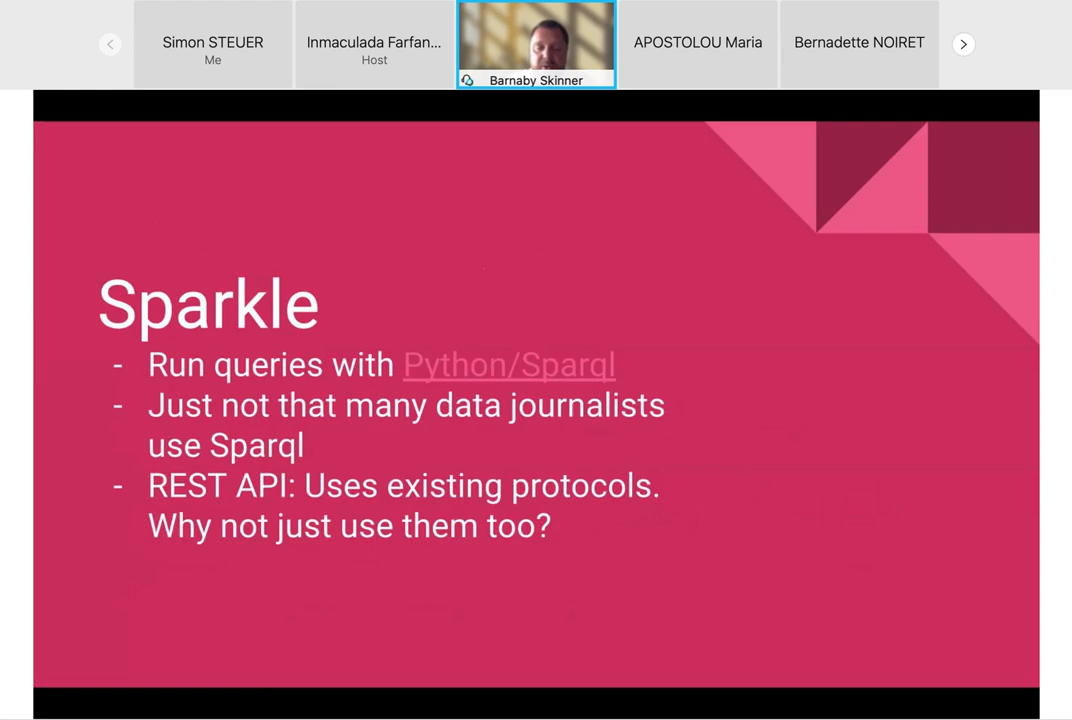 Simon STEUER
Me
Inmaculada Farfan...
Host
Barnaby Skinner
APOSTOLOU Maria
Bernadette NOIRET
Sparkle
- Run queries with Python/Sparql
- Just not that many data journalists
use Sparql
- REST API: Uses existing protocols.
Why not just use them too?